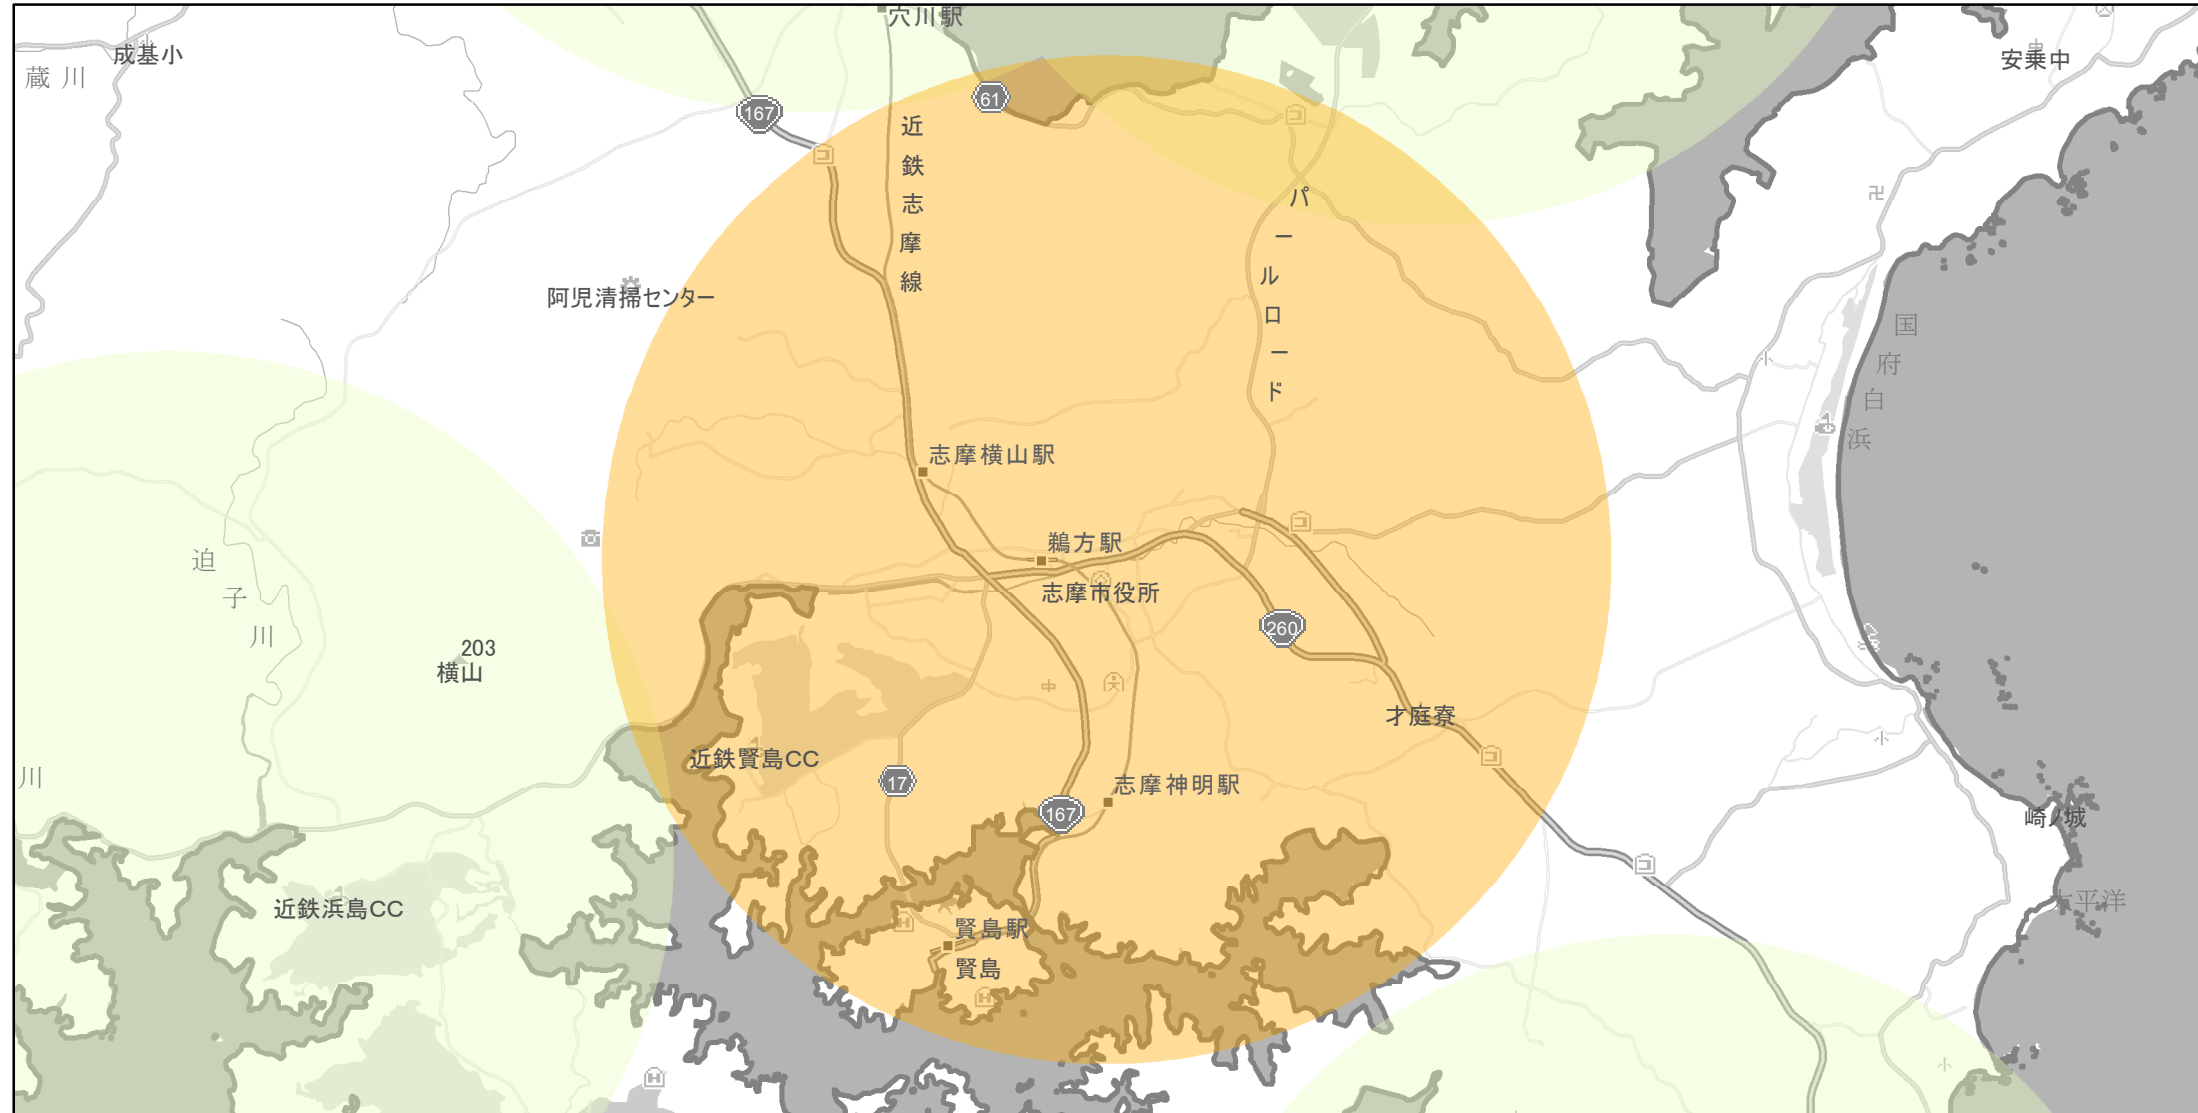 穴川駅
成基小
蔵川
安乗中
61
167
近鉄志摩線
パールロード
阿児清掃センター
国府白浜
志摩横山駅
鵜方駅
志摩市役所
迫子川
260
203
横山
才庭寮
近鉄賢島CC
川
17
志摩神明駅
167
崎ノ城
近鉄浜島CC
太平洋
賢島駅
賢島